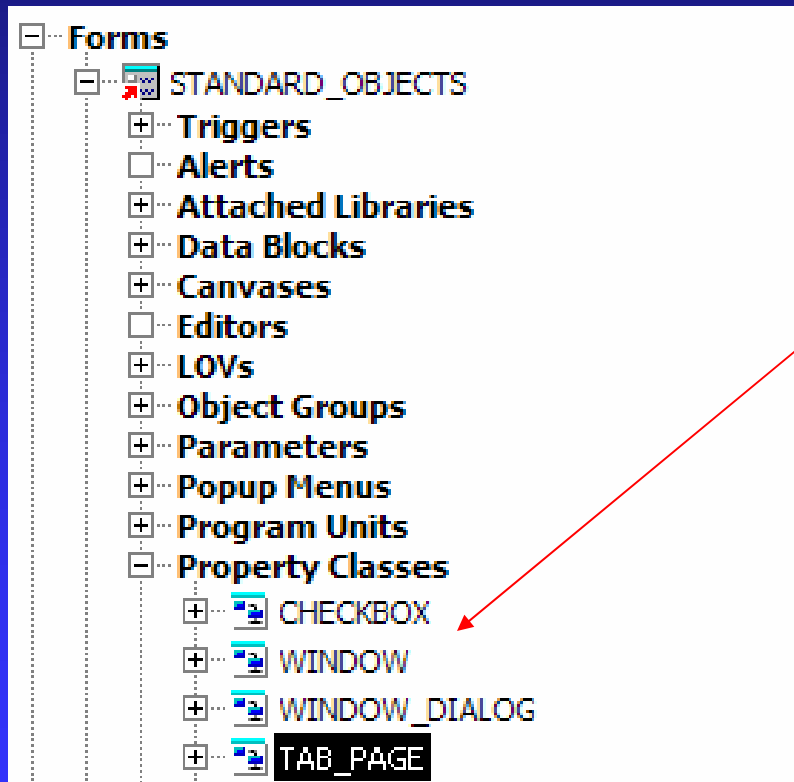 Forms
STANDARD_OBJECTS
Triggers
Alerts
Attached Libraries
Data Blocks
Canvases
Editors
LOVs
Object Groups
Parameters
Popup Menus
Program Units
Property Classes
CHECKBOX
WINDOW
WINDOW_DIALOG
TAB_PAGE